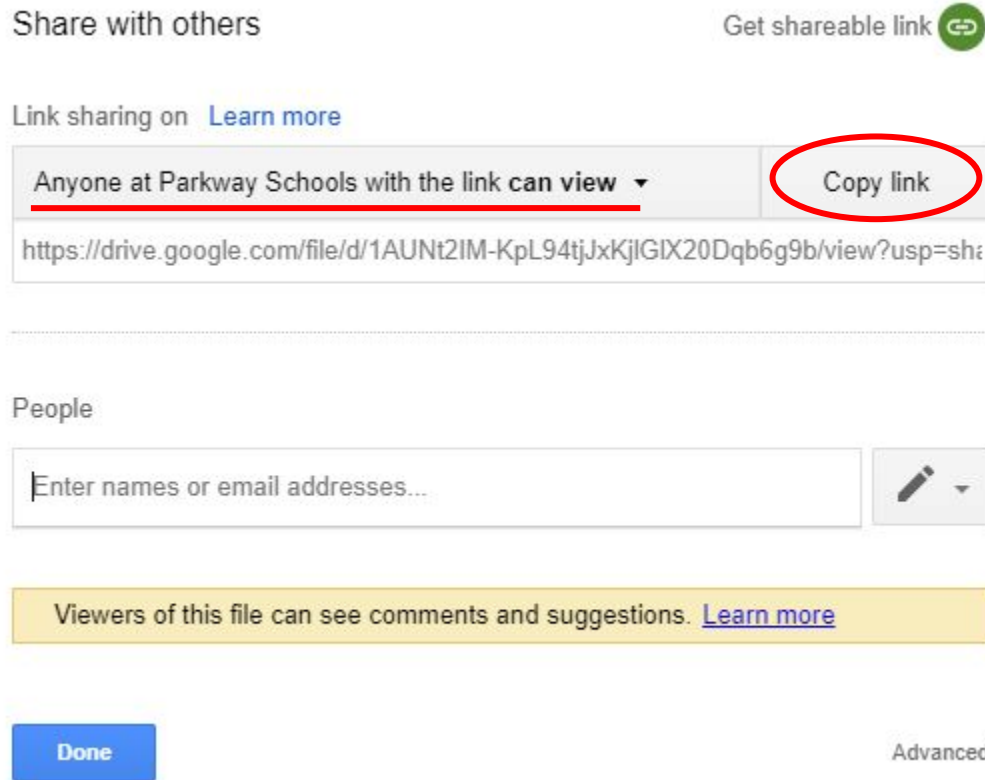 Share with others
Get shareable link
Link sharing on Learn more
Anyone at Parkway Schools with the link can view
Copy link
https://drive.google.com/file/d/1AUNt2IM-KpL94tjJxKjlGlX20Dqb6g9b/view?usp=sha
People
Enter names or email addresses...
Viewers of this file can see comments and suggestions. Learn more
Done
Advanced